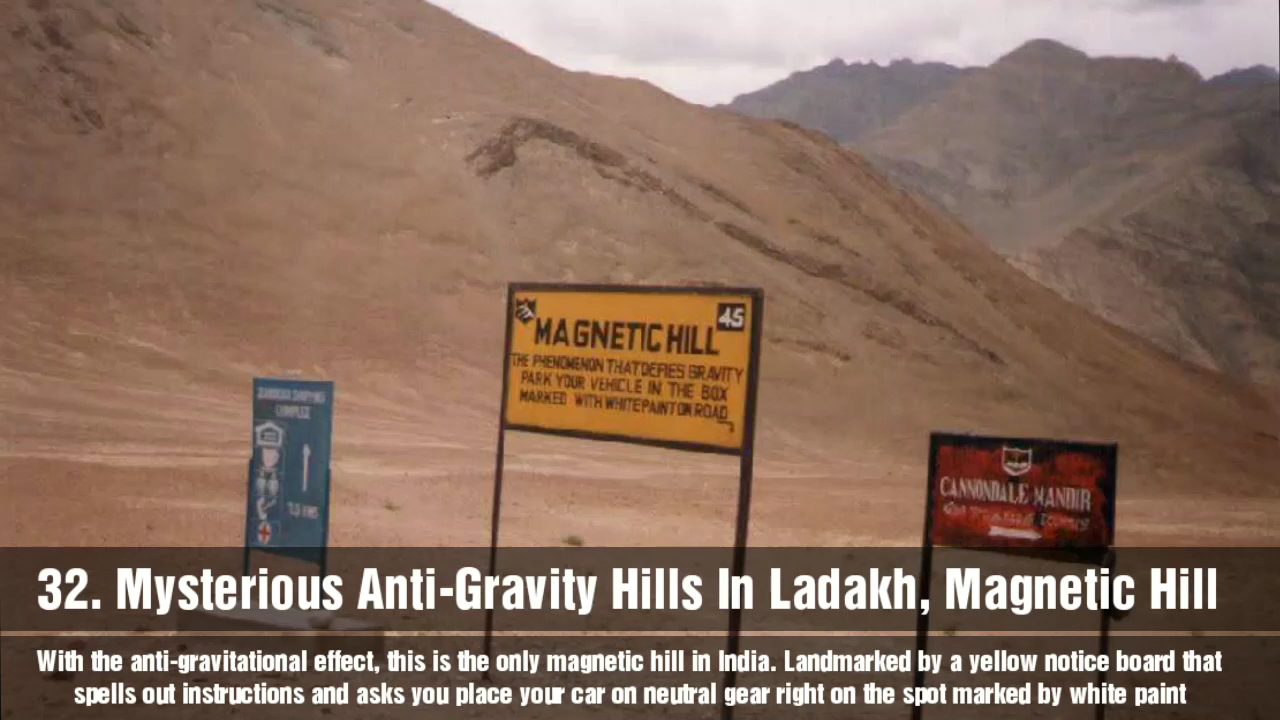 45
MAGNETIC HILL
THE PHENOMENON THAT DEFIES GRAVITY
PARK YOUR VEHICLE IN THE BOX
MARKED WITH WHITE PAINT ON ROAD
COMPLEX
CANNONDALE MANDIR
32. Mysterious Anti-Gravity Hills In Ladakh, Magnetic Hill
With the anti-gravitational effect, this is the only magnetic hill in India. Landmarked by a yellow notice board that
spells out instructions and asks you place your car on neutral gear right on the spot marked by white paint